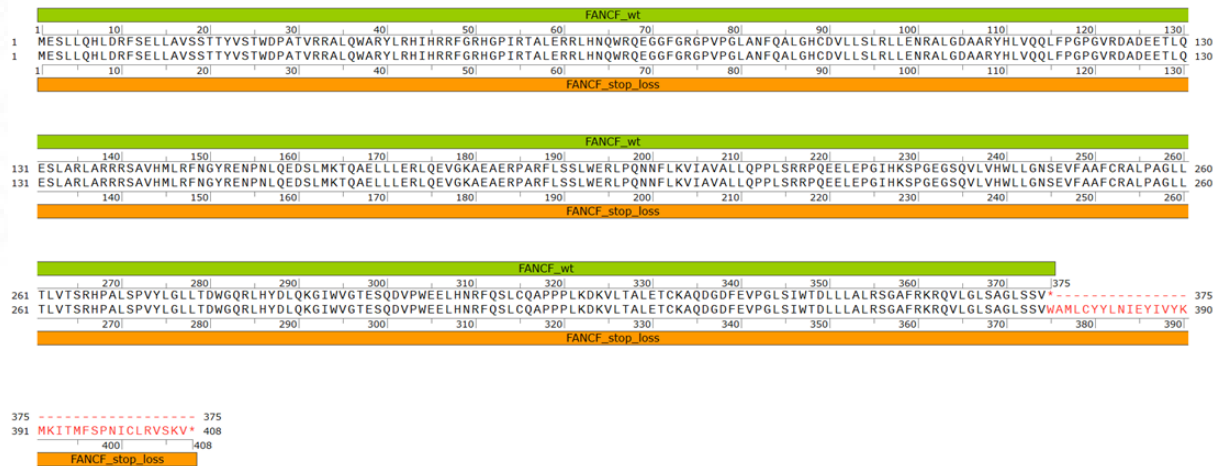 FANCF_wt
1 10 20 30 40 50 60 70 80 90 100 110 120 130
1 MESLLQHLDRFSELLAVSSTTYVSTWDPATVRRALQWARYLRHIHRRFGRHGPIRTALERRLHNQWRQEGGFGRGPVPGLANFQALGHCDVLLSLRLLENRALGDAARYHLVQQLFPGPGVRDADEETLQ 130
1 MESLLQHLDRFSELLAVSSTTYVSTWDPATVRRALQWARYLRHIHRRFGRHGPIRTALERRLHNQWRQEGGFGRGPVPGLANFQALGHCDVLLSLRLLENRALGDAARYHLVQQLFPGPGVRDADEETLQ 130
1 10 20 30 40 50 60 70 80 90 100 110 120 130
FANCF_stop_loss
FANCF_wt
140 150 160 170 180 190 200 210 220 230 240 250 260
131 ESLARLARRRSAVHMLRFNGYRENPNLQEDSLMKTQAELLLERLQEVGKAEAERPARFLSSLWERLPQNNFLKVIAVALLQPPLSRRPQEELEPGIHKSPGEGSQVLVHWLLGNSEVFAAFCRALPAGLL 260
131 ESLARLARRRSAVHMLRFNGYRENPNLQEDSLMKTQAELLLERLQEVGKAEAERPARFLSSLWERLPQNNFLKVIAVALLQPPLSRRPQEELEPGIHKSPGEGSQVLVHWLLGNSEVFAAFCRALPAGLL 260
140 150 160 170 180 190 200 210 220 230 240 250 260
FANCF_stop_loss
FANCF_wt
270 280 290 300 310 320 330 340 350 360 370 375
261 TLVTSRHPALSPVYLGLLTDWGQRLHYDLQKGIWVGTESQDVPWEELHNRFQSLCQAPPPLKDKVLTALETCKAQDGDFEVPGLSIWTDLLLALRSGAFRKRQVLGLSAGLSSV*--------------- 375
261 TLVTSRHPALSPVYLGLLTDWGQRLHYDLQKGIWVGTESQDVPWEELHNRFQSLCQAPPPLKDKVLTALETCKAQDGDFEVPGLSIWTDLLLALRSGAFRKRQVLGLSAGLSSVWAMLCYYLNIEYIVYK 390
270 280 290 300 310 320 330 340 350 360 370 380 390
FANCF_stop_loss
375 ------------------ 375
391 MKITMFSPNICLRVSKV* 408
400 408
FANCF_stop_loss